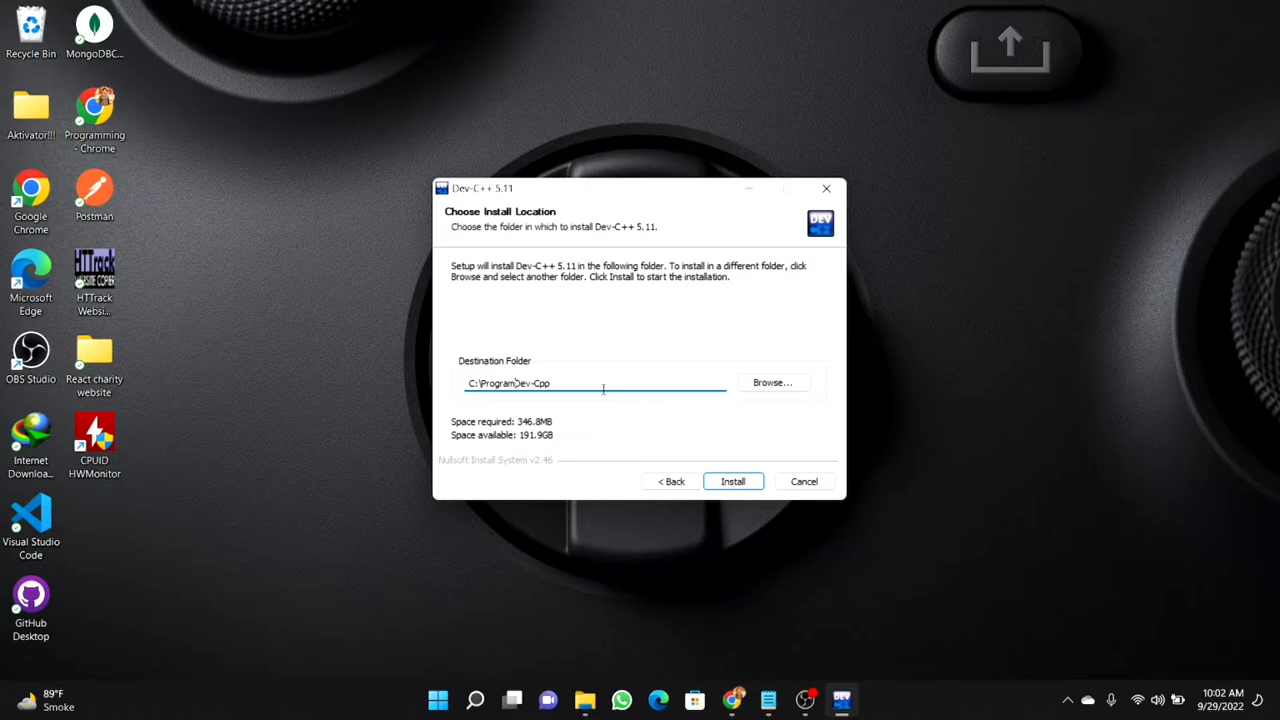 Recycle Bin
MongoDBC...
Aktivator!!!
Programming
- Chrome
Google
Chrome
Postman
Microsoft
Edge
HTTrack
Websi...
OBS Studio
React charity
website
Internet
Downloa...
CPUID
HWMonitor
Visual Studio
Code
GitHub
Desktop
Dev-C++ 5.11
Choose Install Location
Choose the folder in which to install Dev-C++ 5.11.
DEV
Setup will install Dev-C++ 5.11 in the following folder. To install in a different folder, click
Browse and select another folder. Click Install to start the installation.
Destination Folder
C:\ProgramDev-Cpp
Browse...
Space required: 346.8MB
Space available: 191.9GB
Nullsoft Install System v2.46
< Back
Install
Cancel
89°F
Smoke
10:02 AM
9/29/2022